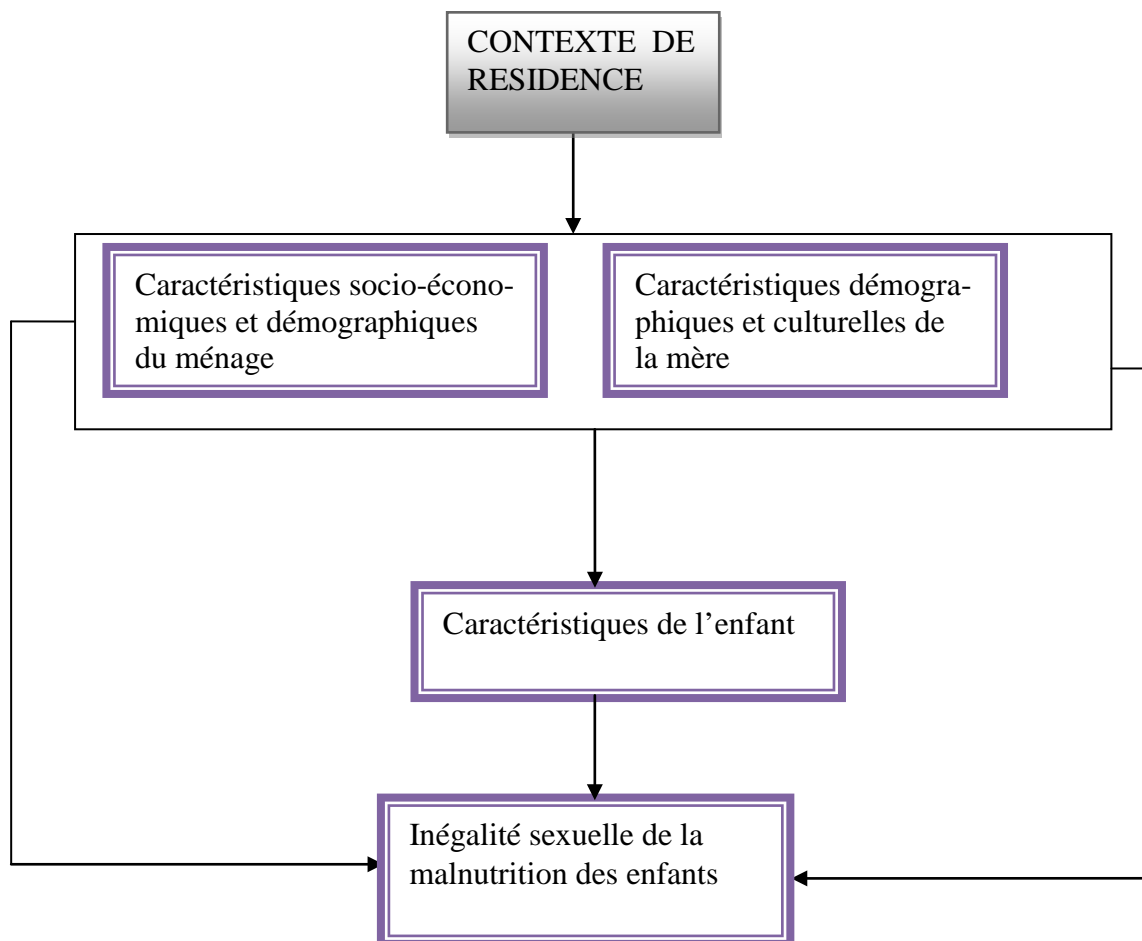 CONTEXTE DE
RESIDENCE
Caractéristiques socio-écono-
miques et démographiques
du ménage
Caractéristiques démogra-
phiques et culturelles de
la mère
Caractéristiques de l’enfant
Inégalité sexuelle de la
malnutrition des enfants